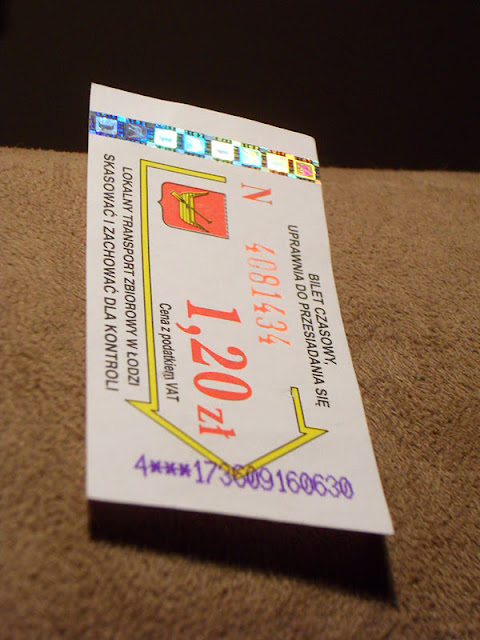 BILET CZASOWY,
UPRAWNIA DO PRZESIADANIA SIĘ
N 4081434
1,20 zł
Cena z podatkiem VAT
LOKALNY TRANSPORT ZBIOROWY W ŁODZI
SKASOWAĆ I ZACHOWAĆ DLA KONTROLI
4***173609160630